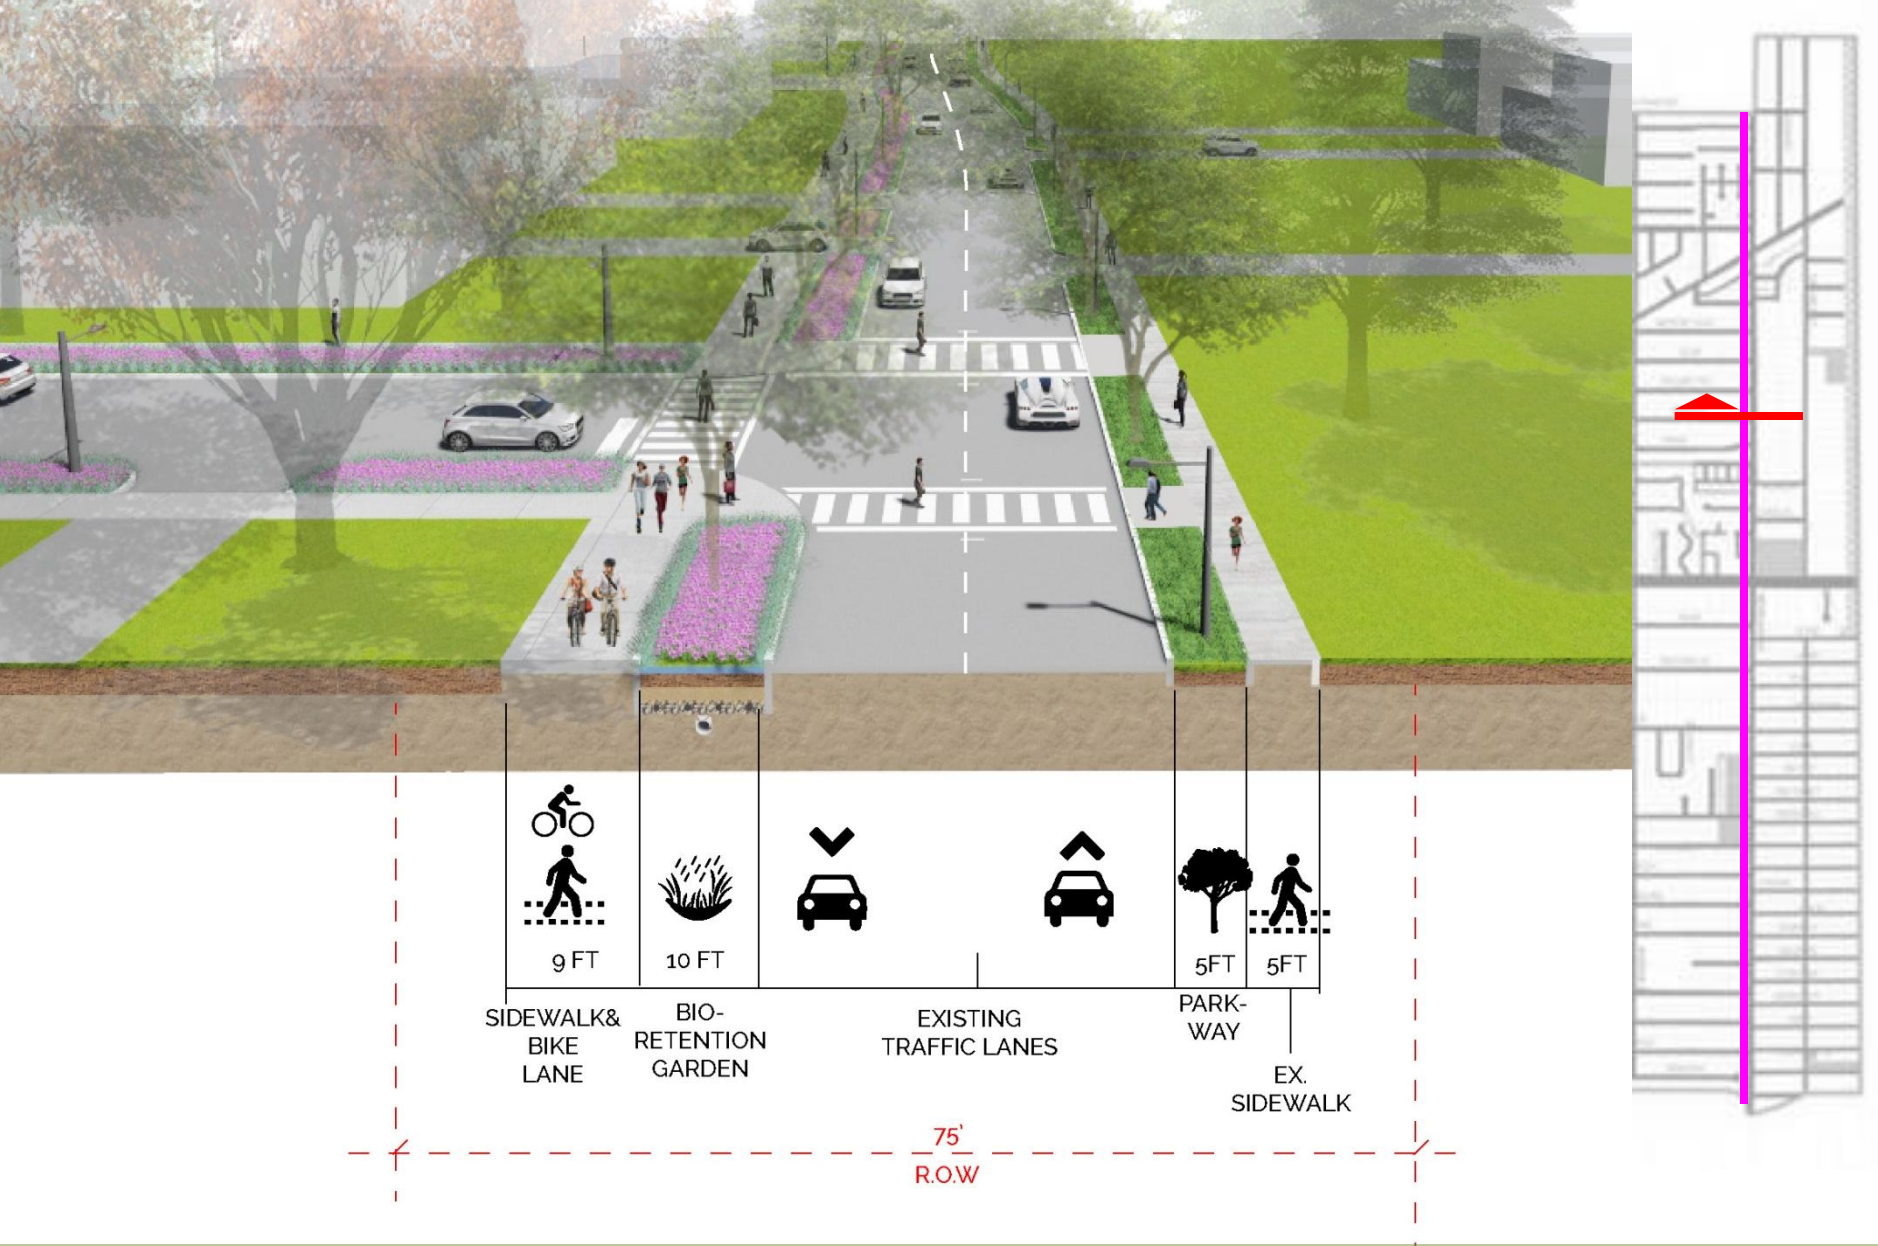 9 FT
10 FT
5FT
5FT
SIDEWALK&
BIKE
LANE
BIO-
RETENTION
GARDEN
EXISTING
TRAFFIC LANES
PARK-
WAY
EX.
SIDEWALK
75'
R.O.W